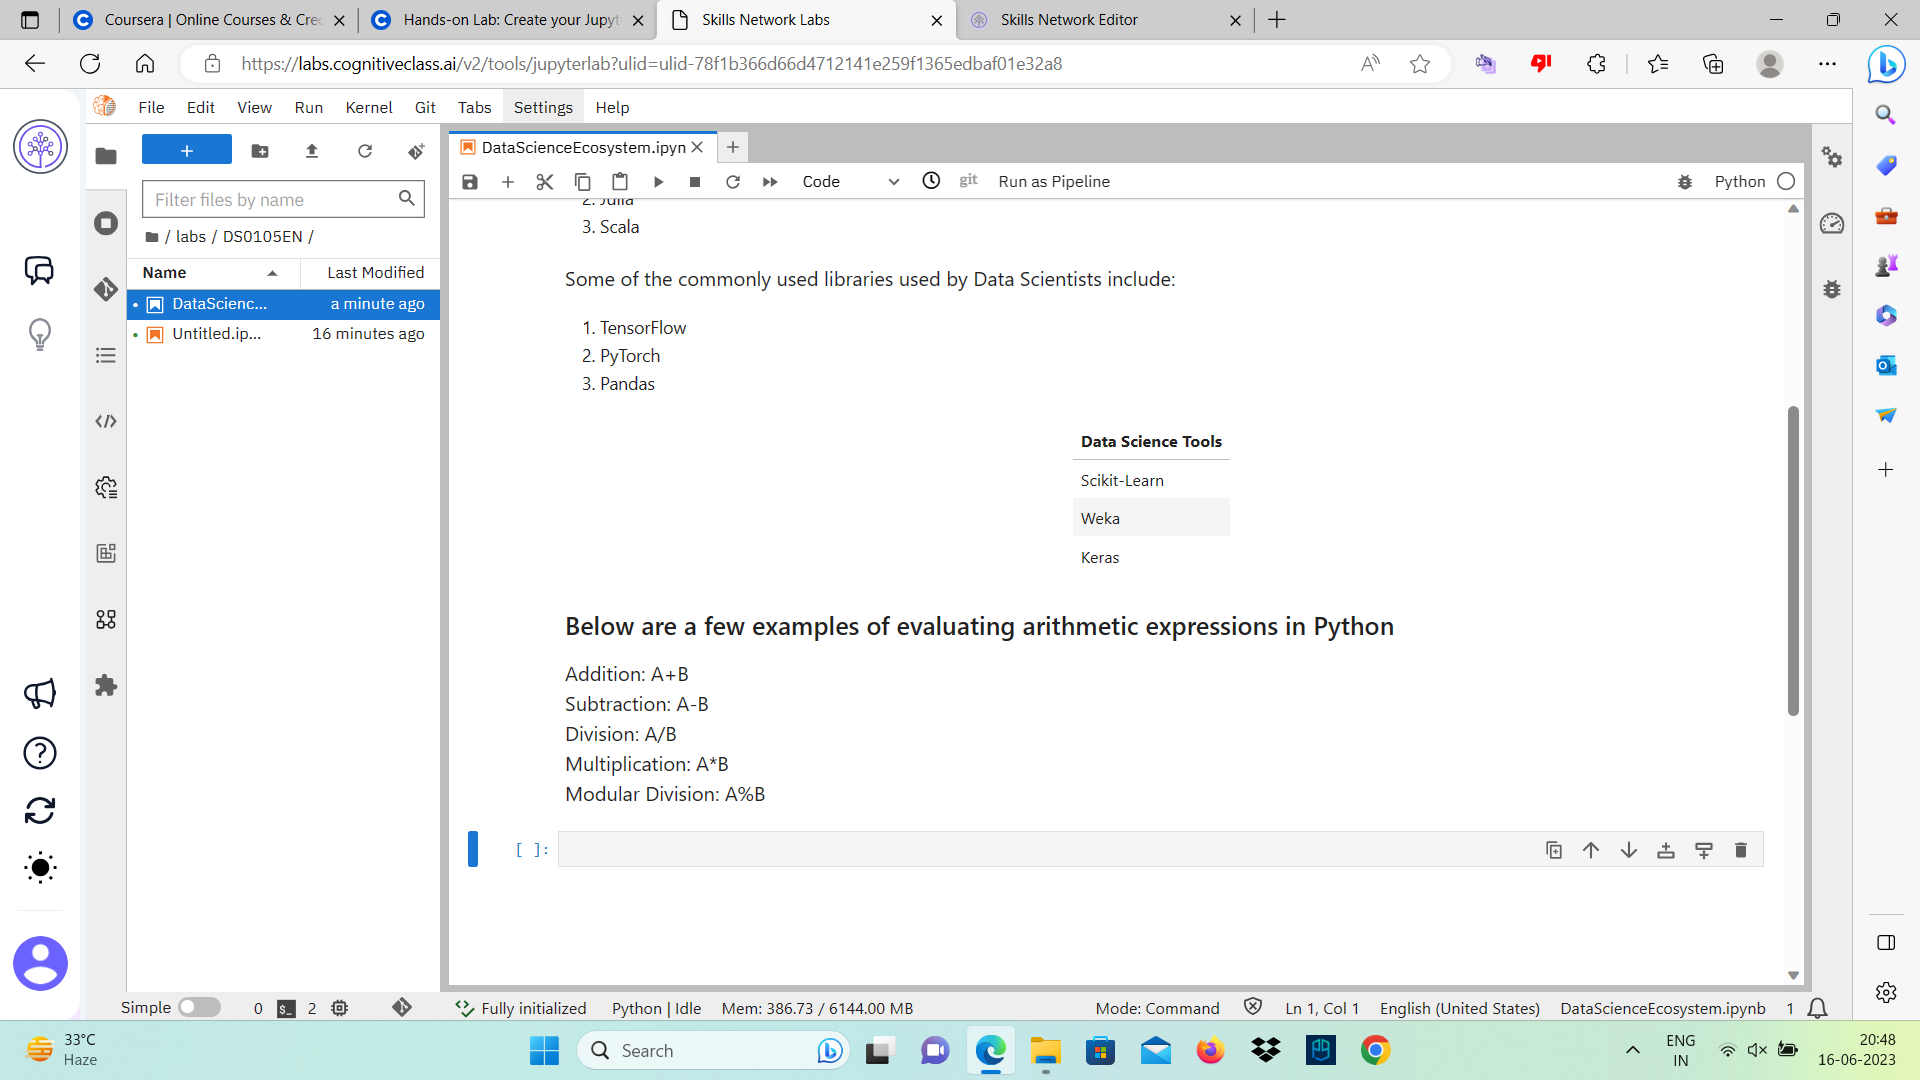 Coursera | Online Courses & Cre
Hands-on Lab: Create your Jupyt
Skills Network Labs
Skills Network Editor
https://labs.cognitiveclass.ai/v2/tools/jupyterlab?ulid=ulid-78f1b366d66d4712141e259f1365edbaf01e32a8
File Edit View Run Kernel Git Tabs Settings Help
DataScienceEcosystem.ipyn
Code
git
Run as Pipeline
Python
Filter files by name
/ labs / DS0105EN /
Name Last Modified
DataScienc... a minute ago
Untitled.ip... 16 minutes ago
2. Julia
3. Scala
Some of the commonly used libraries used by Data Scientists include:
1. TensorFlow
2. PyTorch
3. Pandas
Data Science Tools
Scikit-Learn
Weka
Keras
Below are a few examples of evaluating arithmetic expressions in Python
Addition: A+B
Subtraction: A-B
Division: A/B
Multiplication: A*B
Modular Division: A%B
[ ]:
Simple 0 $_ 2 Fully initialized Python | Idle Mem: 386.73 / 6144.00 MB Mode: Command Ln 1, Col 1 English (United States) DataScienceEcosystem.ipynb 1
33°C
Haze
Search
ENG
IN
20:48
16-06-2023